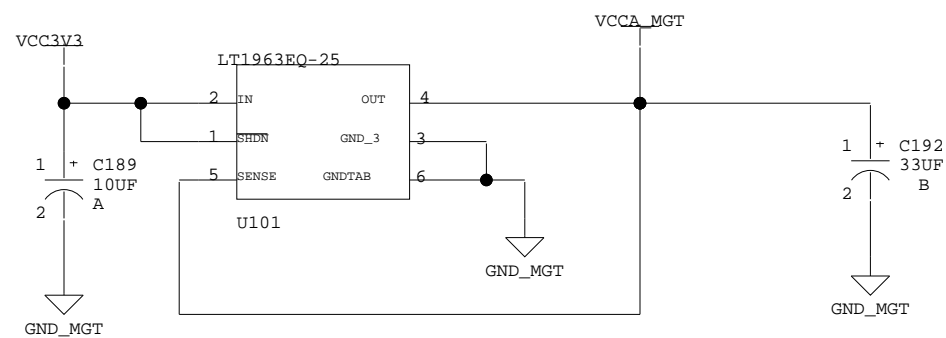 VCCA_MGT
VCC3V3
LT1963EQ-25
2 IN OUT 4
1 SHDN GND_3 3
5 SENSE GNDTAB 6
1 + C189
10UF
2 A
U101
1 + C192
33UF
2 B
GND_MGT
GND_MGT
GND_MGT